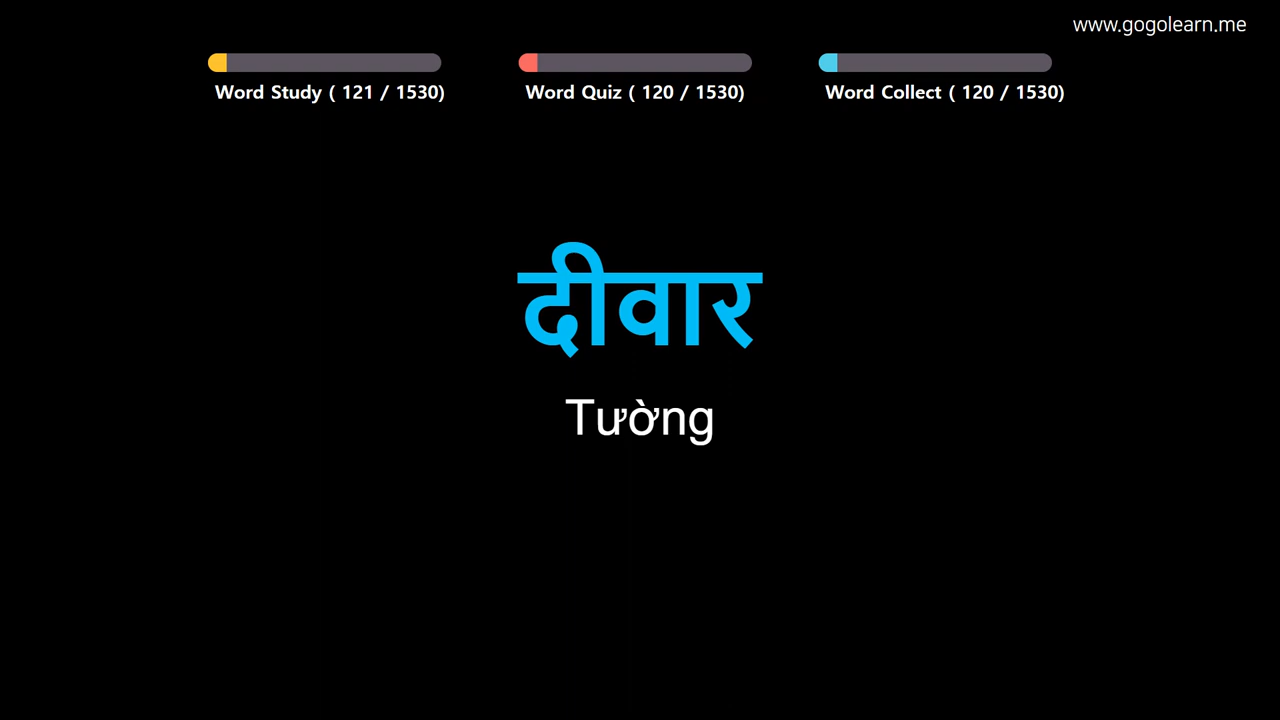 www.gogolearn.me
Word Study ( 121 / 1530)
Word Quiz ( 120 / 1530)
Word Collect ( 120 / 1530)
दीवार
Tường